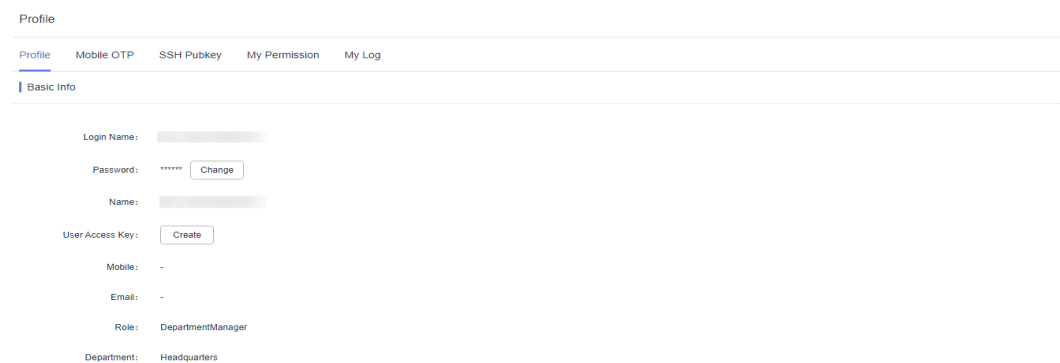 Profile
Profile Mobile OTP SSH Pubkey My Permission My Log
Basic Info
Login Name:
Password: ****** Change
Name:
User Access Key: Create
Mobile: -
Email: -
Role: DepartmentManager
Department: Headquarters